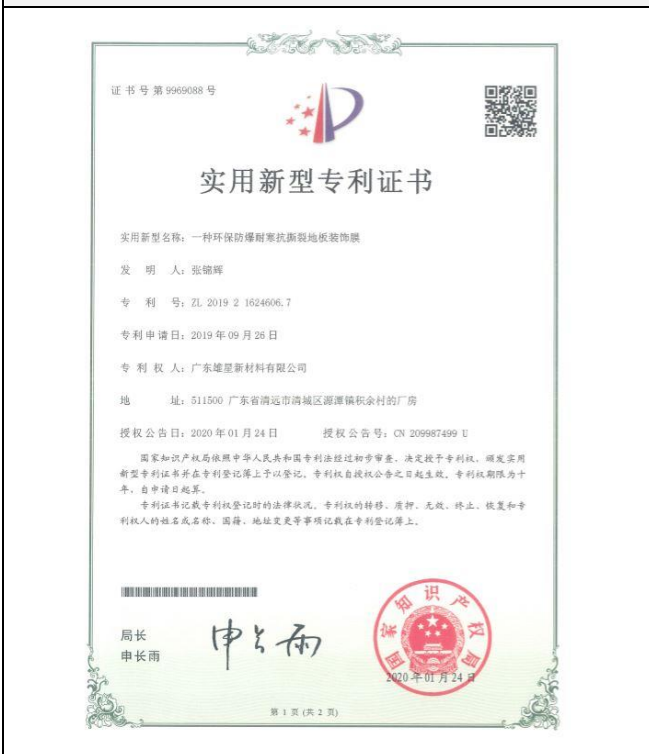 证书号第9969088号
实用新型专利证书
实用新型名称：一种环保防爆耐寒抗撕裂地板装饰膜
发 明 人：张锦辉
专 利 号：ZL 2019 2 1624606.7
专利申请日：2019年09月26日
专 利 权 人：广东雄星新材料有限公司
地 址：511500 广东省清远市清城区源潭镇积余村的厂房
授权公告日：2020年01月24日 授权公告号：CN 209987499 U
国家知识产权局依照中华人民共和国专利法经过初步审查，决定授予专利权，颁发实用
新型专利证书并在专利登记簿上予以登记。专利权自授权公告之日起生效。专利权期限为十
年，自申请日起算。
专利证书记载专利权登记时的法律状况。专利权的转移、质押、无效、终止、恢复和专
利权人的姓名或名称、国籍、地址变更等事项记载在专利登记簿上。
局长
申长雨
申长雨
国家知识产权局
2020年01月24日
第 1 页 (共 2 页)